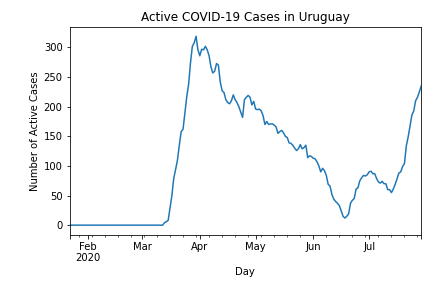 Active COVID-19 Cases in Uruguay
Number of Active Cases
300
250
200
150
100
50
0
Feb Mar Apr May Jun Jul
2020
Day